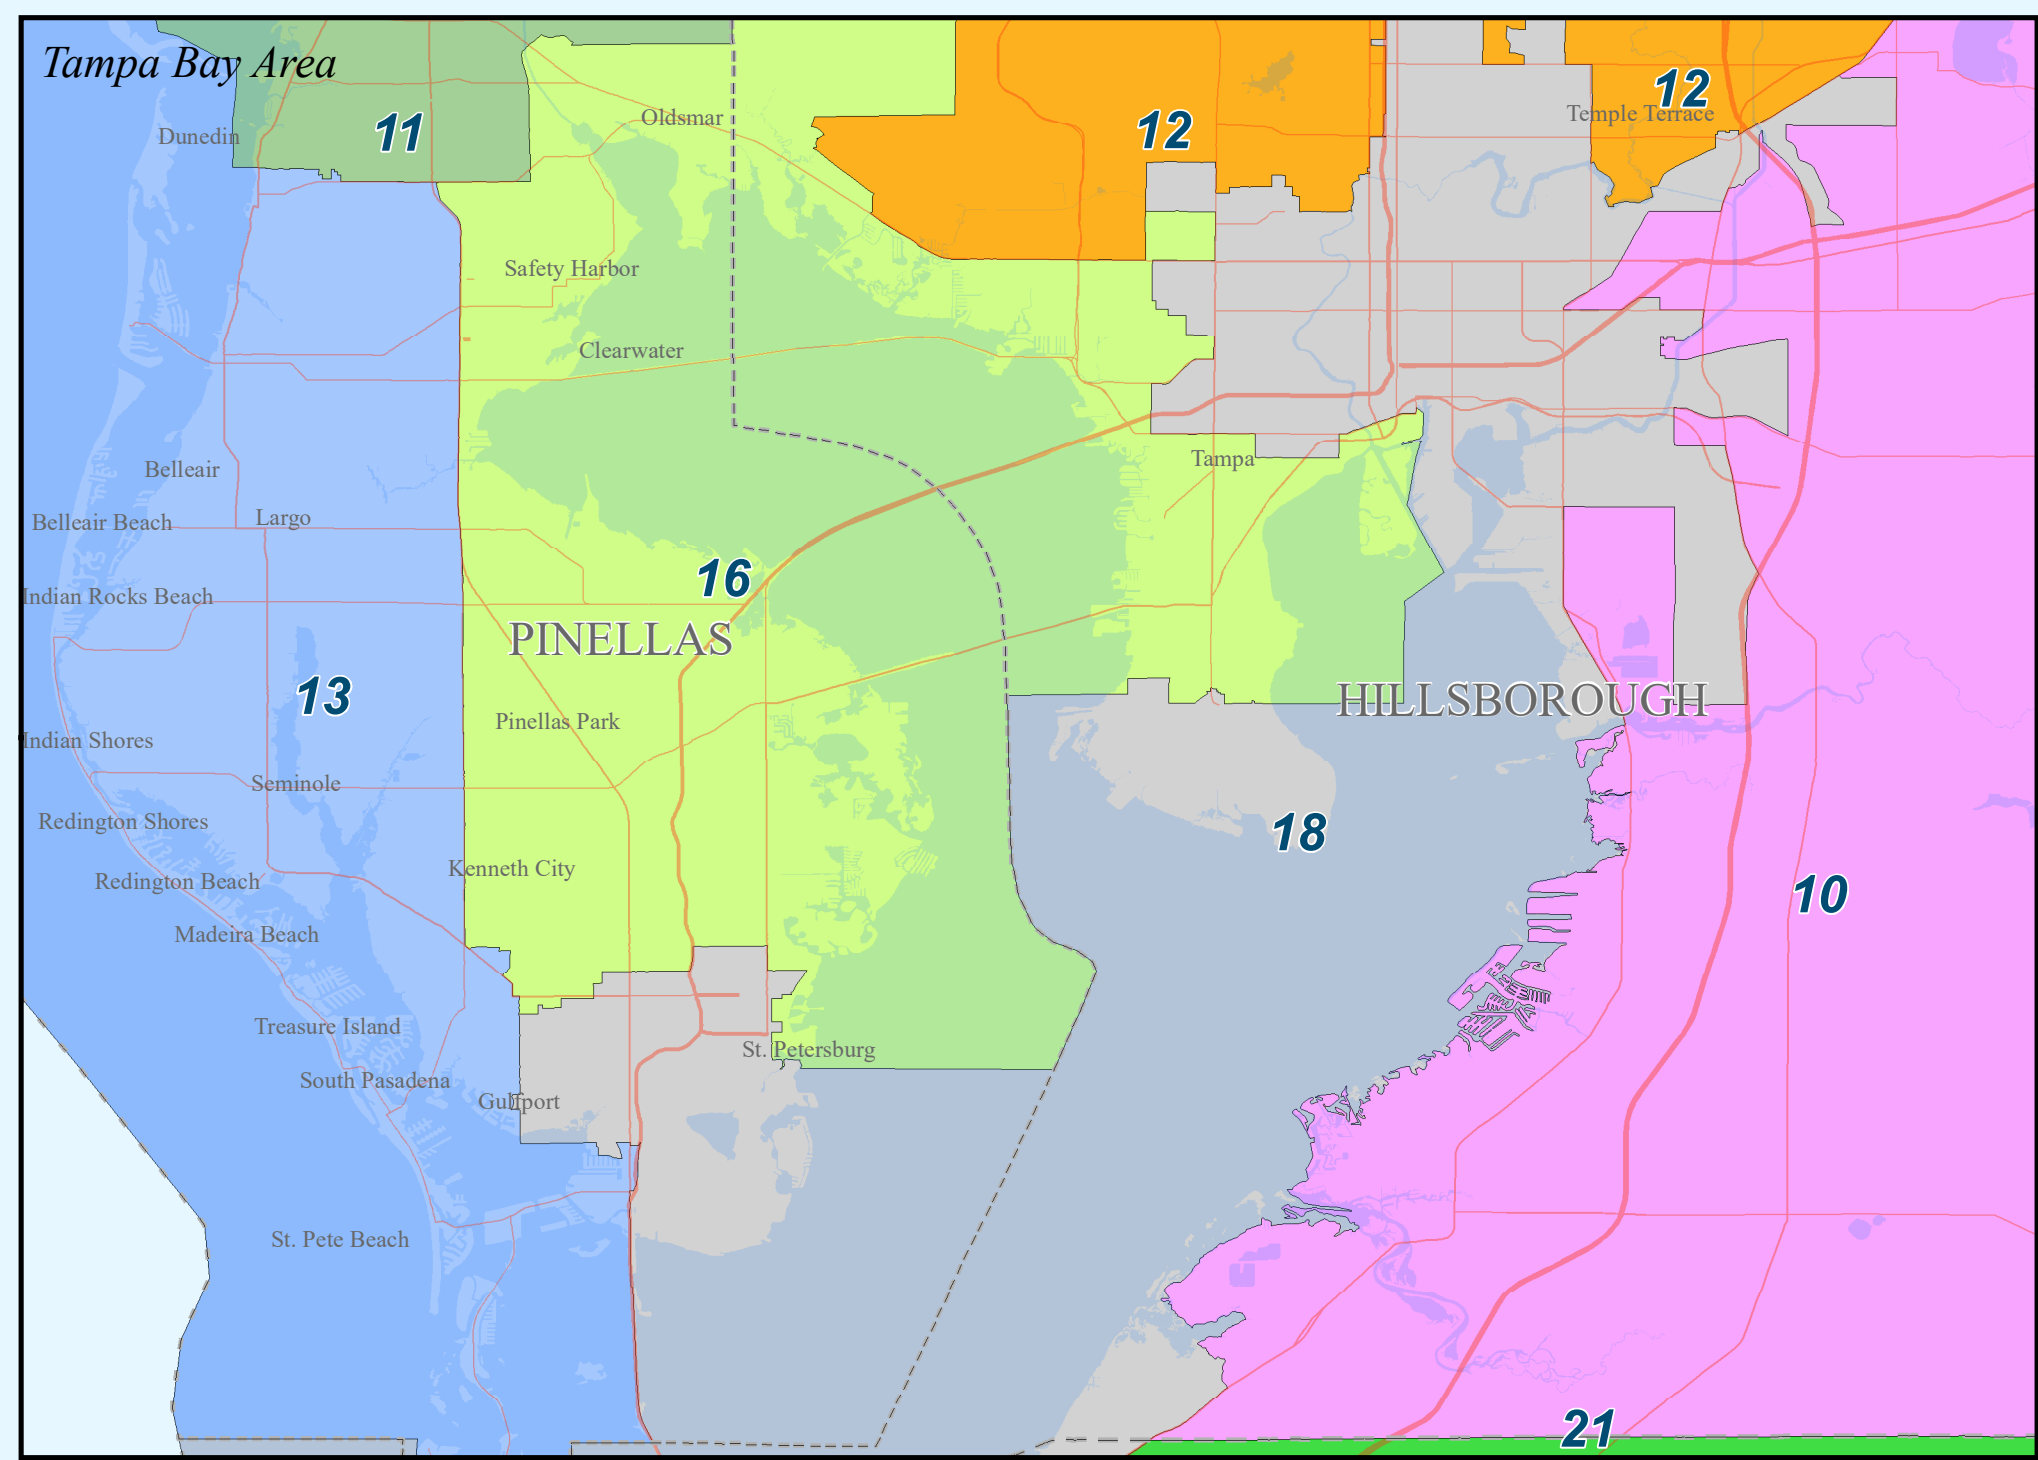 Tampa Bay Area
12
Oldsmar
Temple Terrace
11
12
Dunedin
Safety Harbor
Clearwater
Tampa
Belleair
Largo
Belleair Beach
16
Indian Rocks Beach
PINELLAS
13
HILLSBOROUGH
Pinellas Park
Indian Shores
Seminole
Redington Shores
18
Kenneth City
Redington Beach
10
Madeira Beach
Treasure Island
St. Petersburg
South Pasadena
Gulfport
St. Pete Beach
21